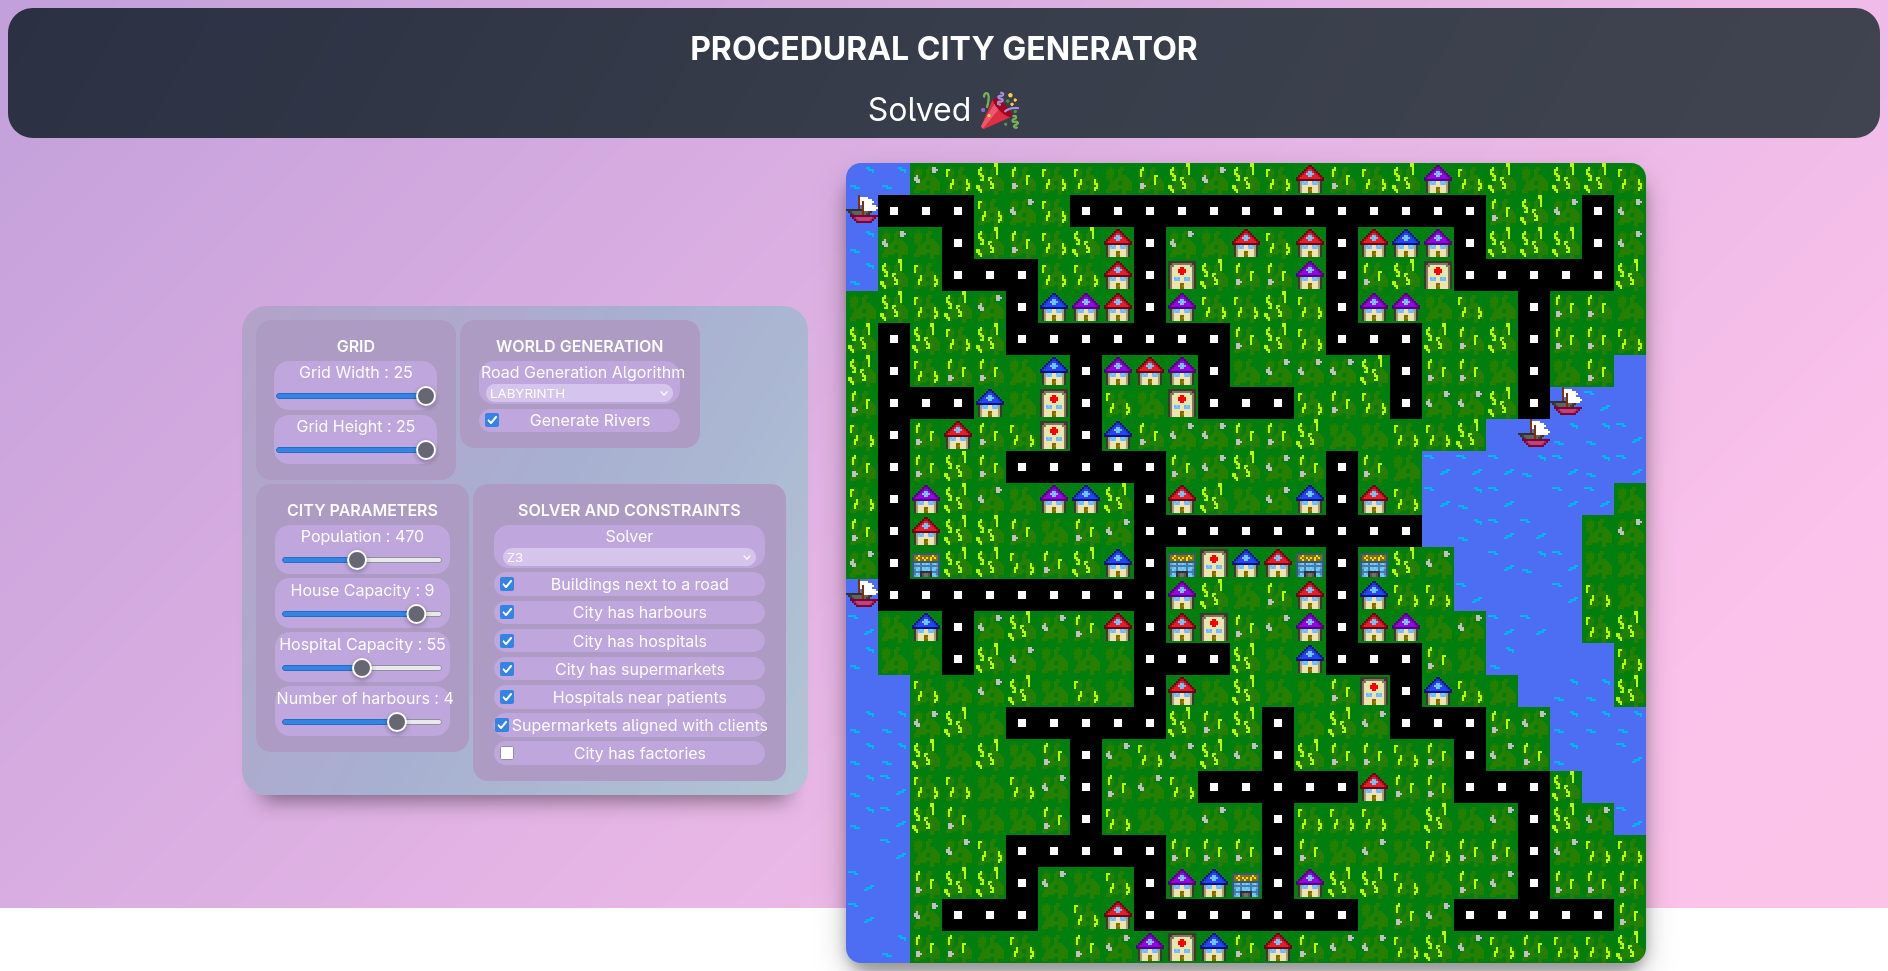 PROCEDURAL CITY GENERATOR
Solved 🎉
GRID
Grid Width : 25
Grid Height : 25
WORLD GENERATION
Road Generation Algorithm
LABYRINTH
Generate Rivers
CITY PARAMETERS
Population : 470
House Capacity : 9
Hospital Capacity : 55
Number of harbours : 4
SOLVER AND CONSTRAINTS
Solver
Z3
Buildings next to a road
City has harbours
City has hospitals
City has supermarkets
Hospitals near patients
Supermarkets aligned with clients
City has factories